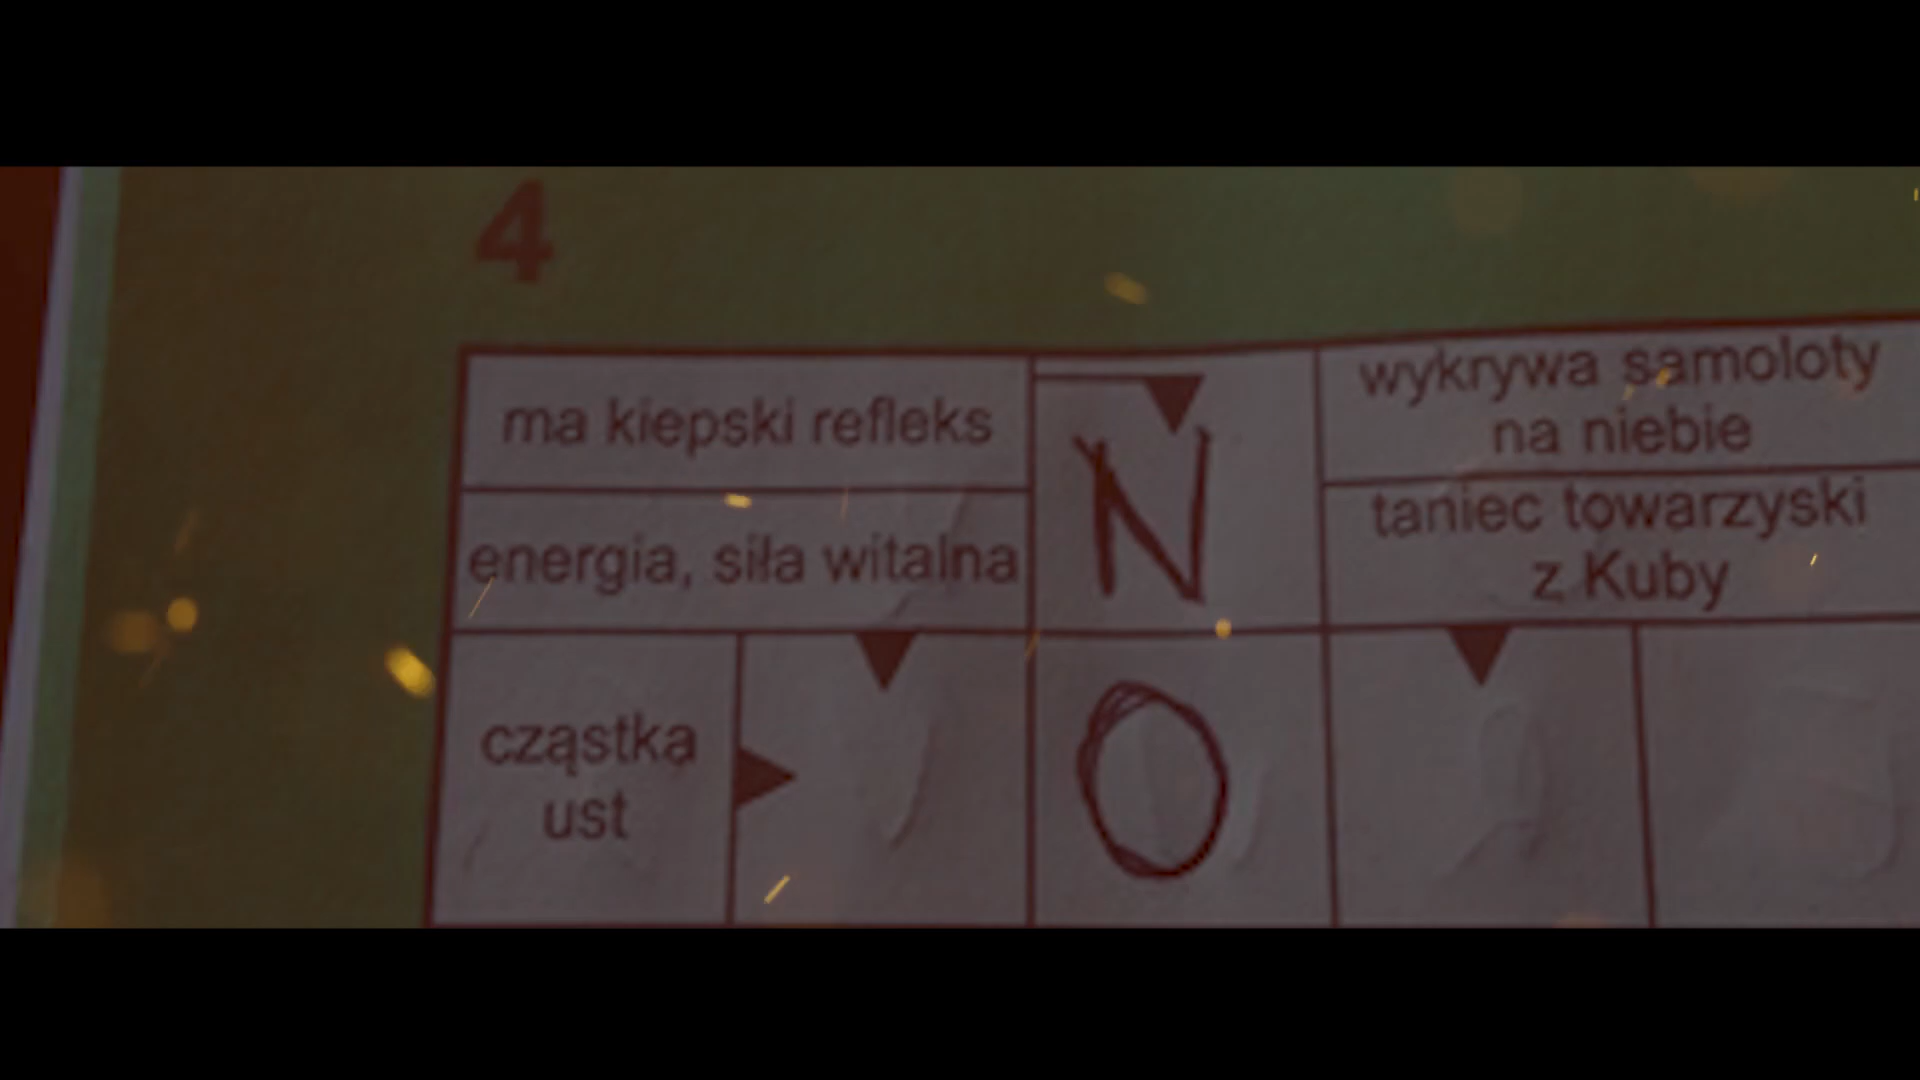 4
ma kiepski refleks
energia, siła witalna
N
wykrywa samoloty
na niebie
taniec towarzyski
z Kuby
cząstka
ust
O